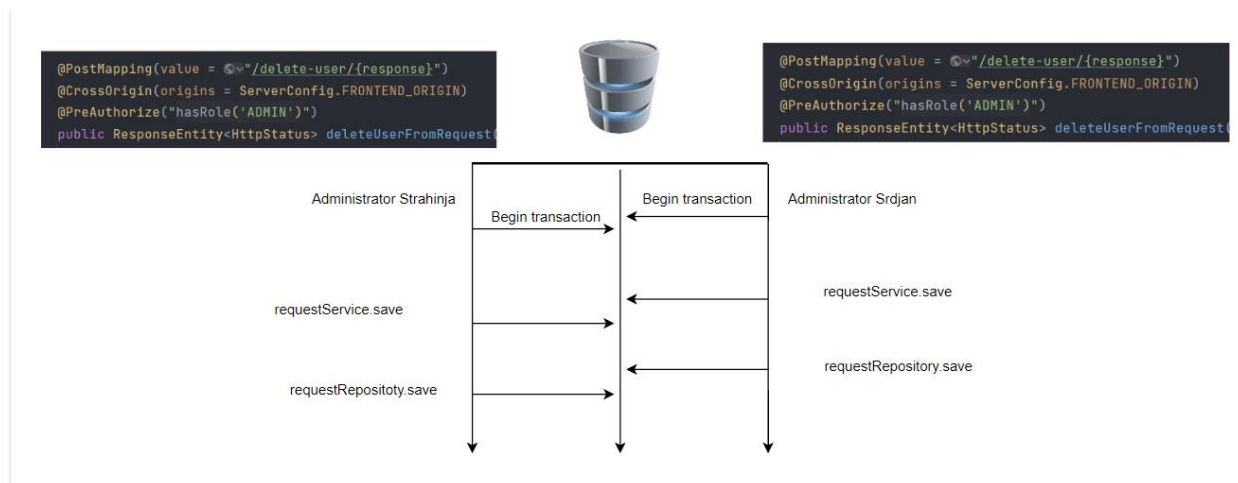 @PostMapping(value = "/delete-user/{response}")
@CrossOrigin(origins = ServerConfig.FRONTEND_ORIGIN)
@PreAuthorize("hasRole('ADMIN')")
public ResponseEntity<HttpStatus> deleteUserFromRequest(
@PostMapping(value = "/delete-user/{response}")
@CrossOrigin(origins = ServerConfig.FRONTEND_ORIGIN)
@PreAuthorize("hasRole('ADMIN')")
public ResponseEntity<HttpStatus> deleteUserFromRequest(
Administrator Strahinja
Begin transaction
Administrator Srdjan
Begin transaction
requestService.save
requestService.save
requestRepository.save
requestRepositoty.save